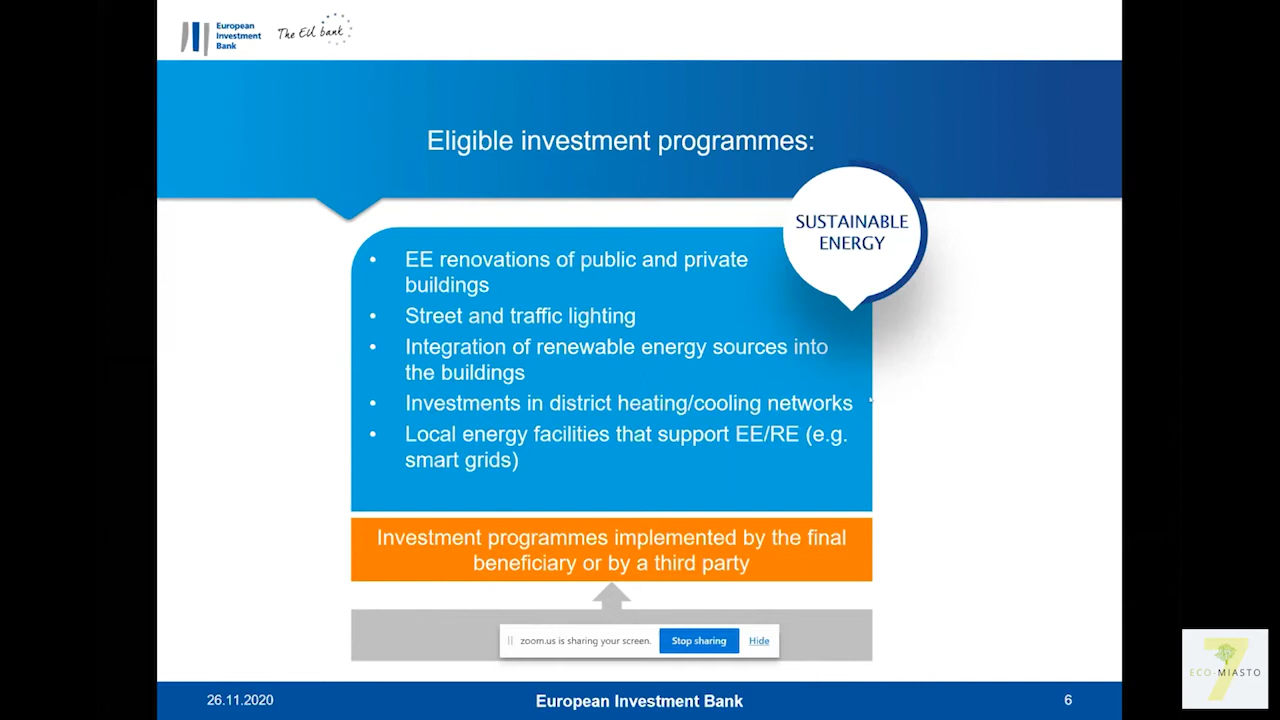 European
Investment
Bank
The EU bank
Eligible investment programmes:
SUSTAINABLE
ENERGY
• EE renovations of public and private
buildings
• Street and traffic lighting
• Integration of renewable energy sources into
the buildings
• Investments in district heating/cooling networks
• Local energy facilities that support EE/RE (e.g.
smart grids)
Investment programmes implemented by the final
beneficiary or by a third party
zoom.us is sharing your screen. Stop sharing Hide
26.11.2020 European Investment Bank 6
7
ECO-MIASTO